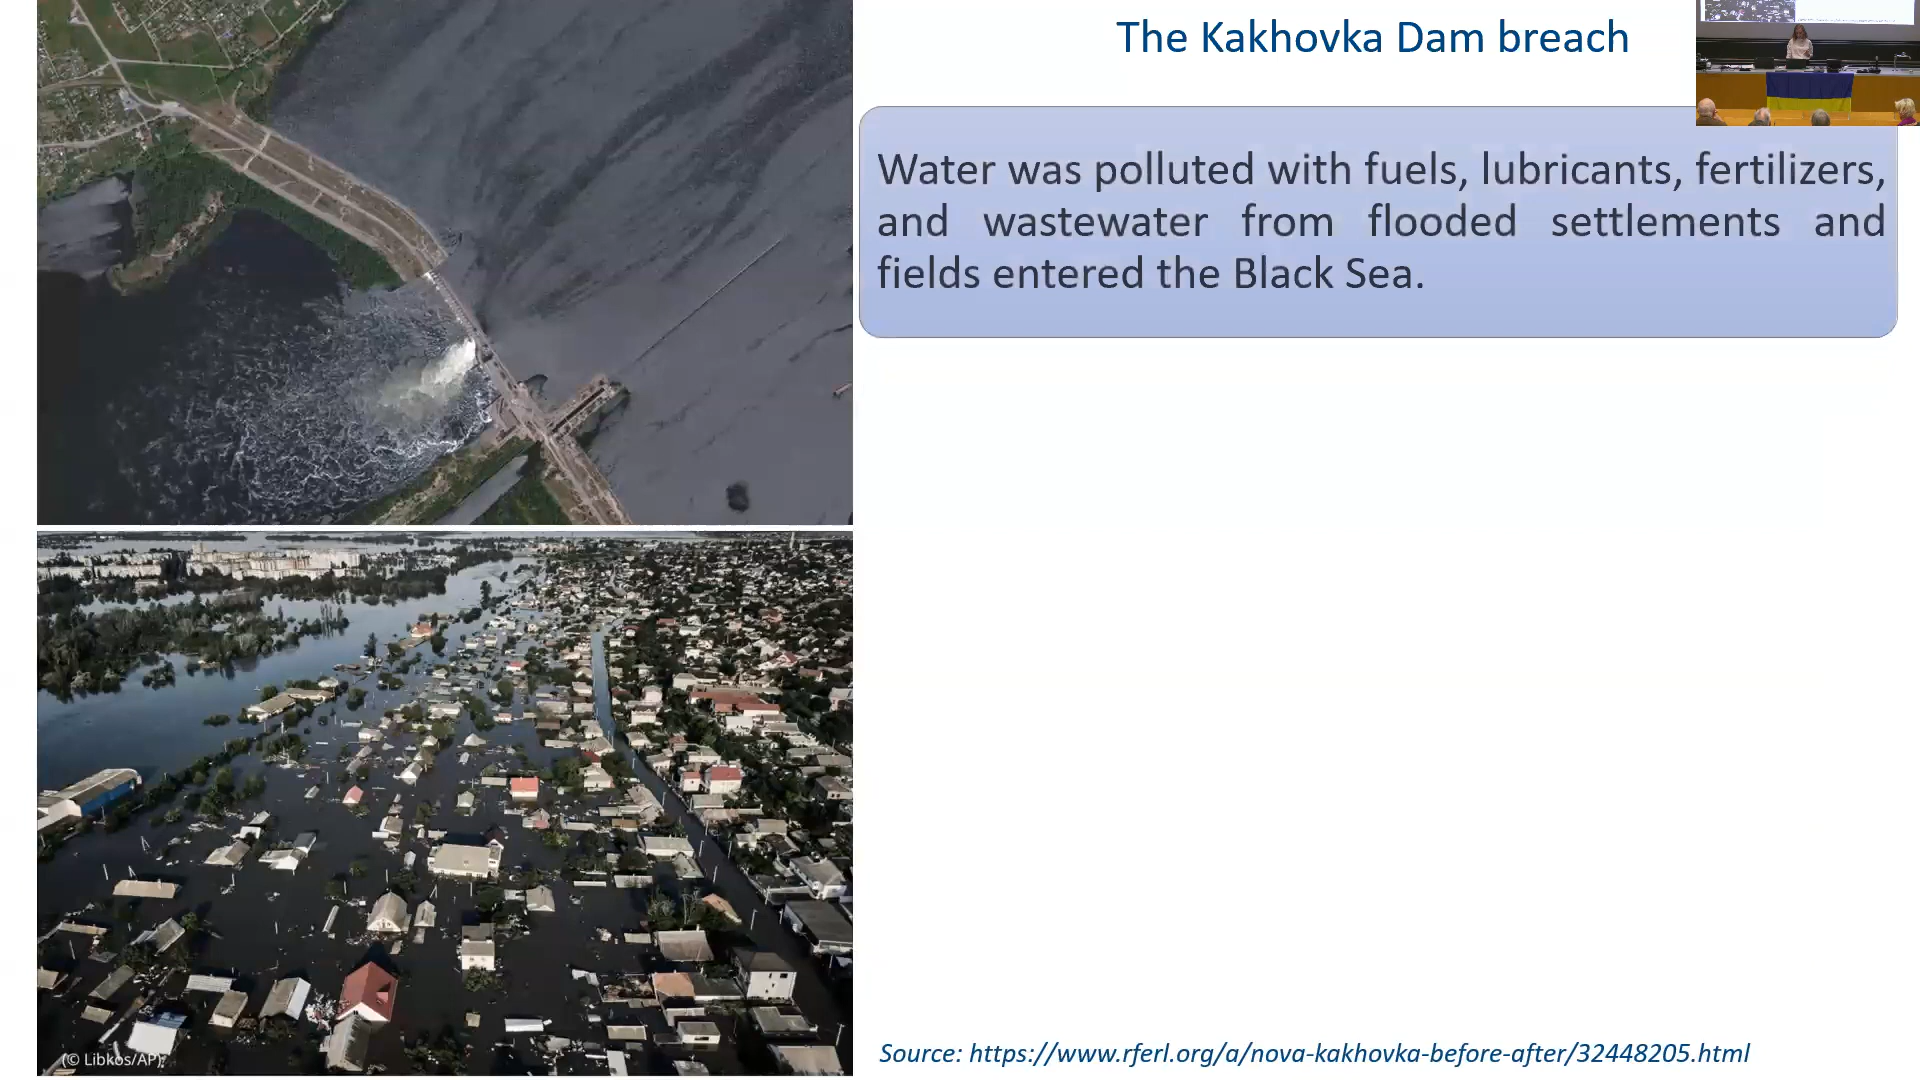 The Kakhovka Dam breach
Water was polluted with fuels, lubricants, fertilizers,
and wastewater from flooded settlements and
fields entered the Black Sea.
(© Libkos/AP)
Source: https://www.rferl.org/a/nova-kakhovka-before-after/32448205.html